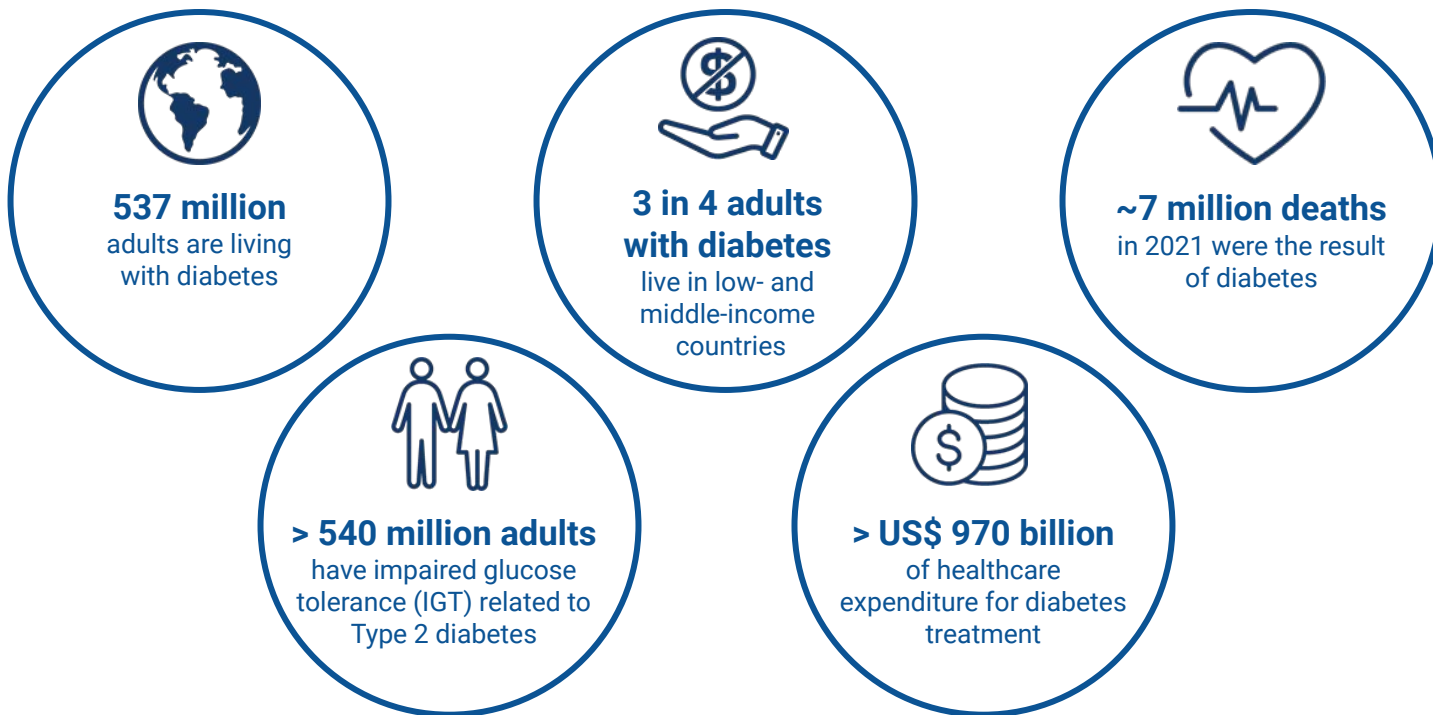 537 million
adults are living
with diabetes
3 in 4 adults
with diabetes
live in low- and
middle-income
countries
~7 million deaths
in 2021 were the result
of diabetes
> 540 million adults
have impaired glucose
tolerance (IGT) related to
Type 2 diabetes
$
> US$ 970 billion
of healthcare
expenditure for diabetes
treatment